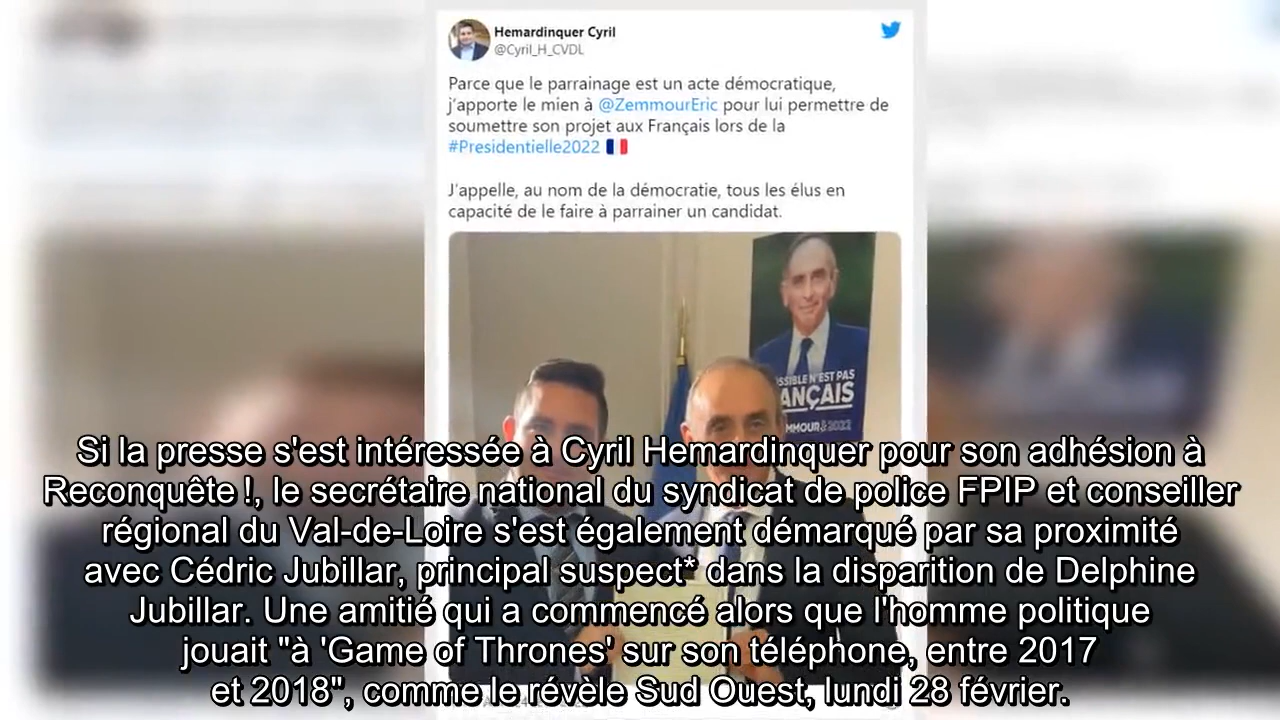 Hemardinquer Cyril
@Cyril_H_CVDL
Parce que le parrainage est un acte démocratique,
j'apporte le mien à @ZemmourEric pour lui permettre de
soumettre son projet aux Français lors de la
#Presidentielle2022
J'appelle, au nom de la démocratie, tous les élus en
capacité de le faire à parrainer un candidat.
SSIBLE N'EST PAS
ANÇAIS
MMOUR 2022
Si la presse s'est intéressée à Cyril Hemardinquer pour son adhésion à
Reconquête !, le secrétaire national du syndicat de police FPIP et conseiller
régional du Val-de-Loire s'est également démarqué par sa proximité
avec Cédric Jubillar, principal suspect* dans la disparition de Delphine
Jubillar. Une amitié qui a commencé alors que l'homme politique
jouait "à 'Game of Thrones' sur son téléphone, entre 2017
et 2018", comme le révèle Sud Ouest, lundi 28 février.